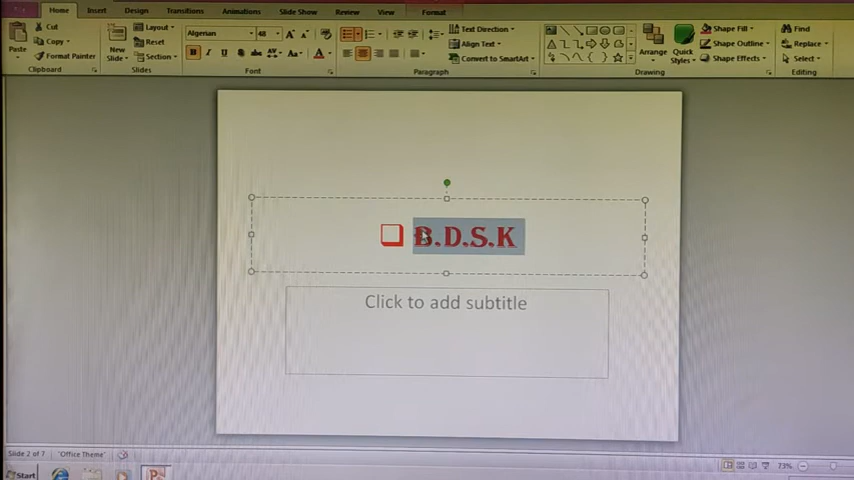 Home Insert Design Transitions Animations Slide Show Review View Format
Paste
Cut
Copy
Format Painter
Clipboard
New Slide
Layout
Reset
Section
Slides
Algerian 48
B I U S abc AV Aa A
Font
Text Direction
Align Text
Convert to SmartArt
Paragraph
Arrange
Quick Styles
Shape Fill
Shape Outline
Shape Effects
Drawing
Find
Replace
Select
Editing
B.D.S.K
Click to add subtitle
Slide 2 of 7 "Office Theme" 73%
Start